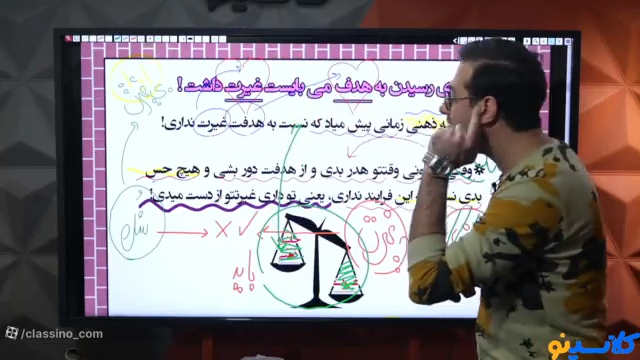 ی رسیدن به هدف می بایست غیرت داشت!
ه ذهنی زمانی پیش میاد که نسبت به هدفت غیرت نداری!
بدی و از هدفت دور بشی و هیچ حس
بدی نس این فرایند نداری، یعنی تو داری غیرتتو از دست میدی!
غیرت
باید
/classino_com
کلاسینو